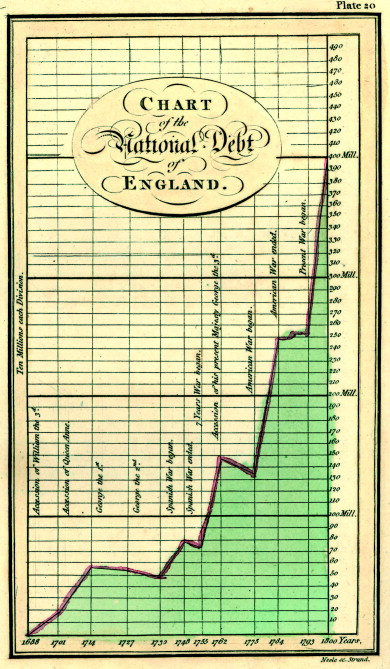 Plate 20
CHART
of the
National Debt
of
ENGLAND.
490
480
470
460
450
440
430
420
410
400 Mill.
390
380
370
360
350
340
330
320
310
300 Mill.
290
280
270
260
250
240
230
220
210
200 Mill.
190
180
170
160
150
140
130
120
110
100 Mill.
90
80
70
60
50
40
30
20
10
Ten Millions each Division.
Accession of William the 3d.
Accession of Queen Anne.
George the 1st.
George the 2nd.
Spanish War began.
Spanish War ended.
7 Years War began.
Accession of his present Majesty George the 3d.
American War began.
American War ended.
Present War began.
1688 1701 1714 1727 1739 1748 1755 1762 1775 1784 1793 1800 Years.
Neele sc. Strand.